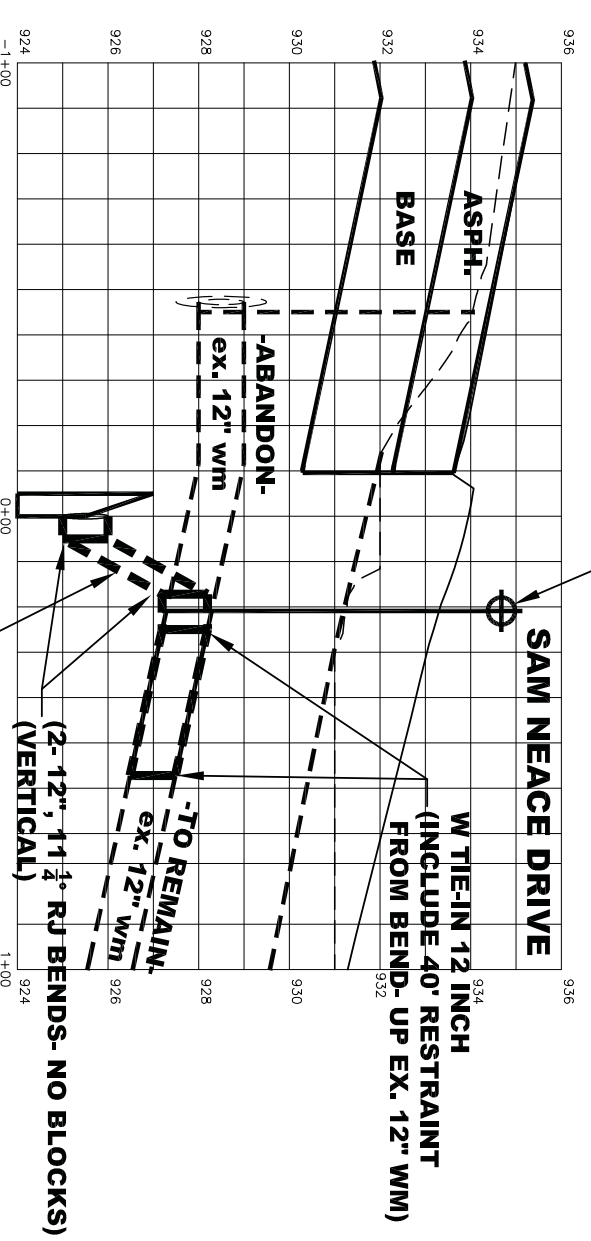 SAM NEACE DRIVE
W TIE-IN 12 INCH
(INCLUDE 40' RESTRAINT
FROM BEND- UP EX. 12" WM)
ASPH.
BASE
-ABANDON-
ex. 12" wm
-TO REMAIN-
ex. 12" wm
(2- 12", 11 1/4° RJ BENDS- NO BLOCKS)
(VERTICAL)
936
934
932
930
928
926
924
936
934
932
930
928
926
924
-1+00
0+00
1+00